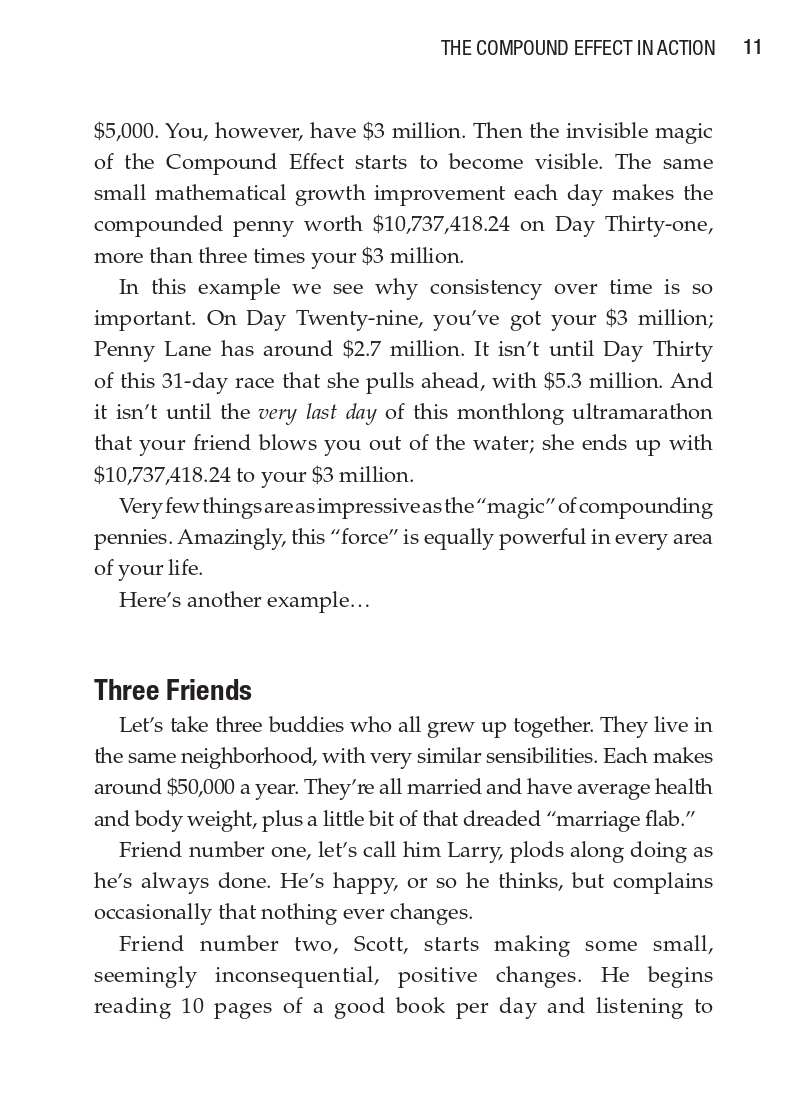 THE COMPOUND EFFECT IN ACTION 11
$5,000. You, however, have $3 million. Then the invisible magic
of the Compound Effect starts to become visible. The same
small mathematical growth improvement each day makes the
compounded penny worth $10,737,418.24 on Day Thirty-one,
more than three times your $3 million.
In this example we see why consistency over time is so
important. On Day Twenty-nine, you’ve got your $3 million;
Penny Lane has around $2.7 million. It isn’t until Day Thirty
of this 31-day race that she pulls ahead, with $5.3 million. And
it isn’t until the very last day of this monthlong ultramarathon
that your friend blows you out of the water; she ends up with
$10,737,418.24 to your $3 million.
Very few things are as impressive as the “magic” of compounding
pennies. Amazingly, this “force” is equally powerful in every area
of your life.
Here’s another example…
Three Friends
Let’s take three buddies who all grew up together. They live in
the same neighborhood, with very similar sensibilities. Each makes
around $50,000 a year. They’re all married and have average health
and body weight, plus a little bit of that dreaded “marriage flab.”
Friend number one, let’s call him Larry, plods along doing as
he’s always done. He’s happy, or so he thinks, but complains
occasionally that nothing ever changes.
Friend number two, Scott, starts making some small,
seemingly inconsequential, positive changes. He begins
reading 10 pages of a good book per day and listening to